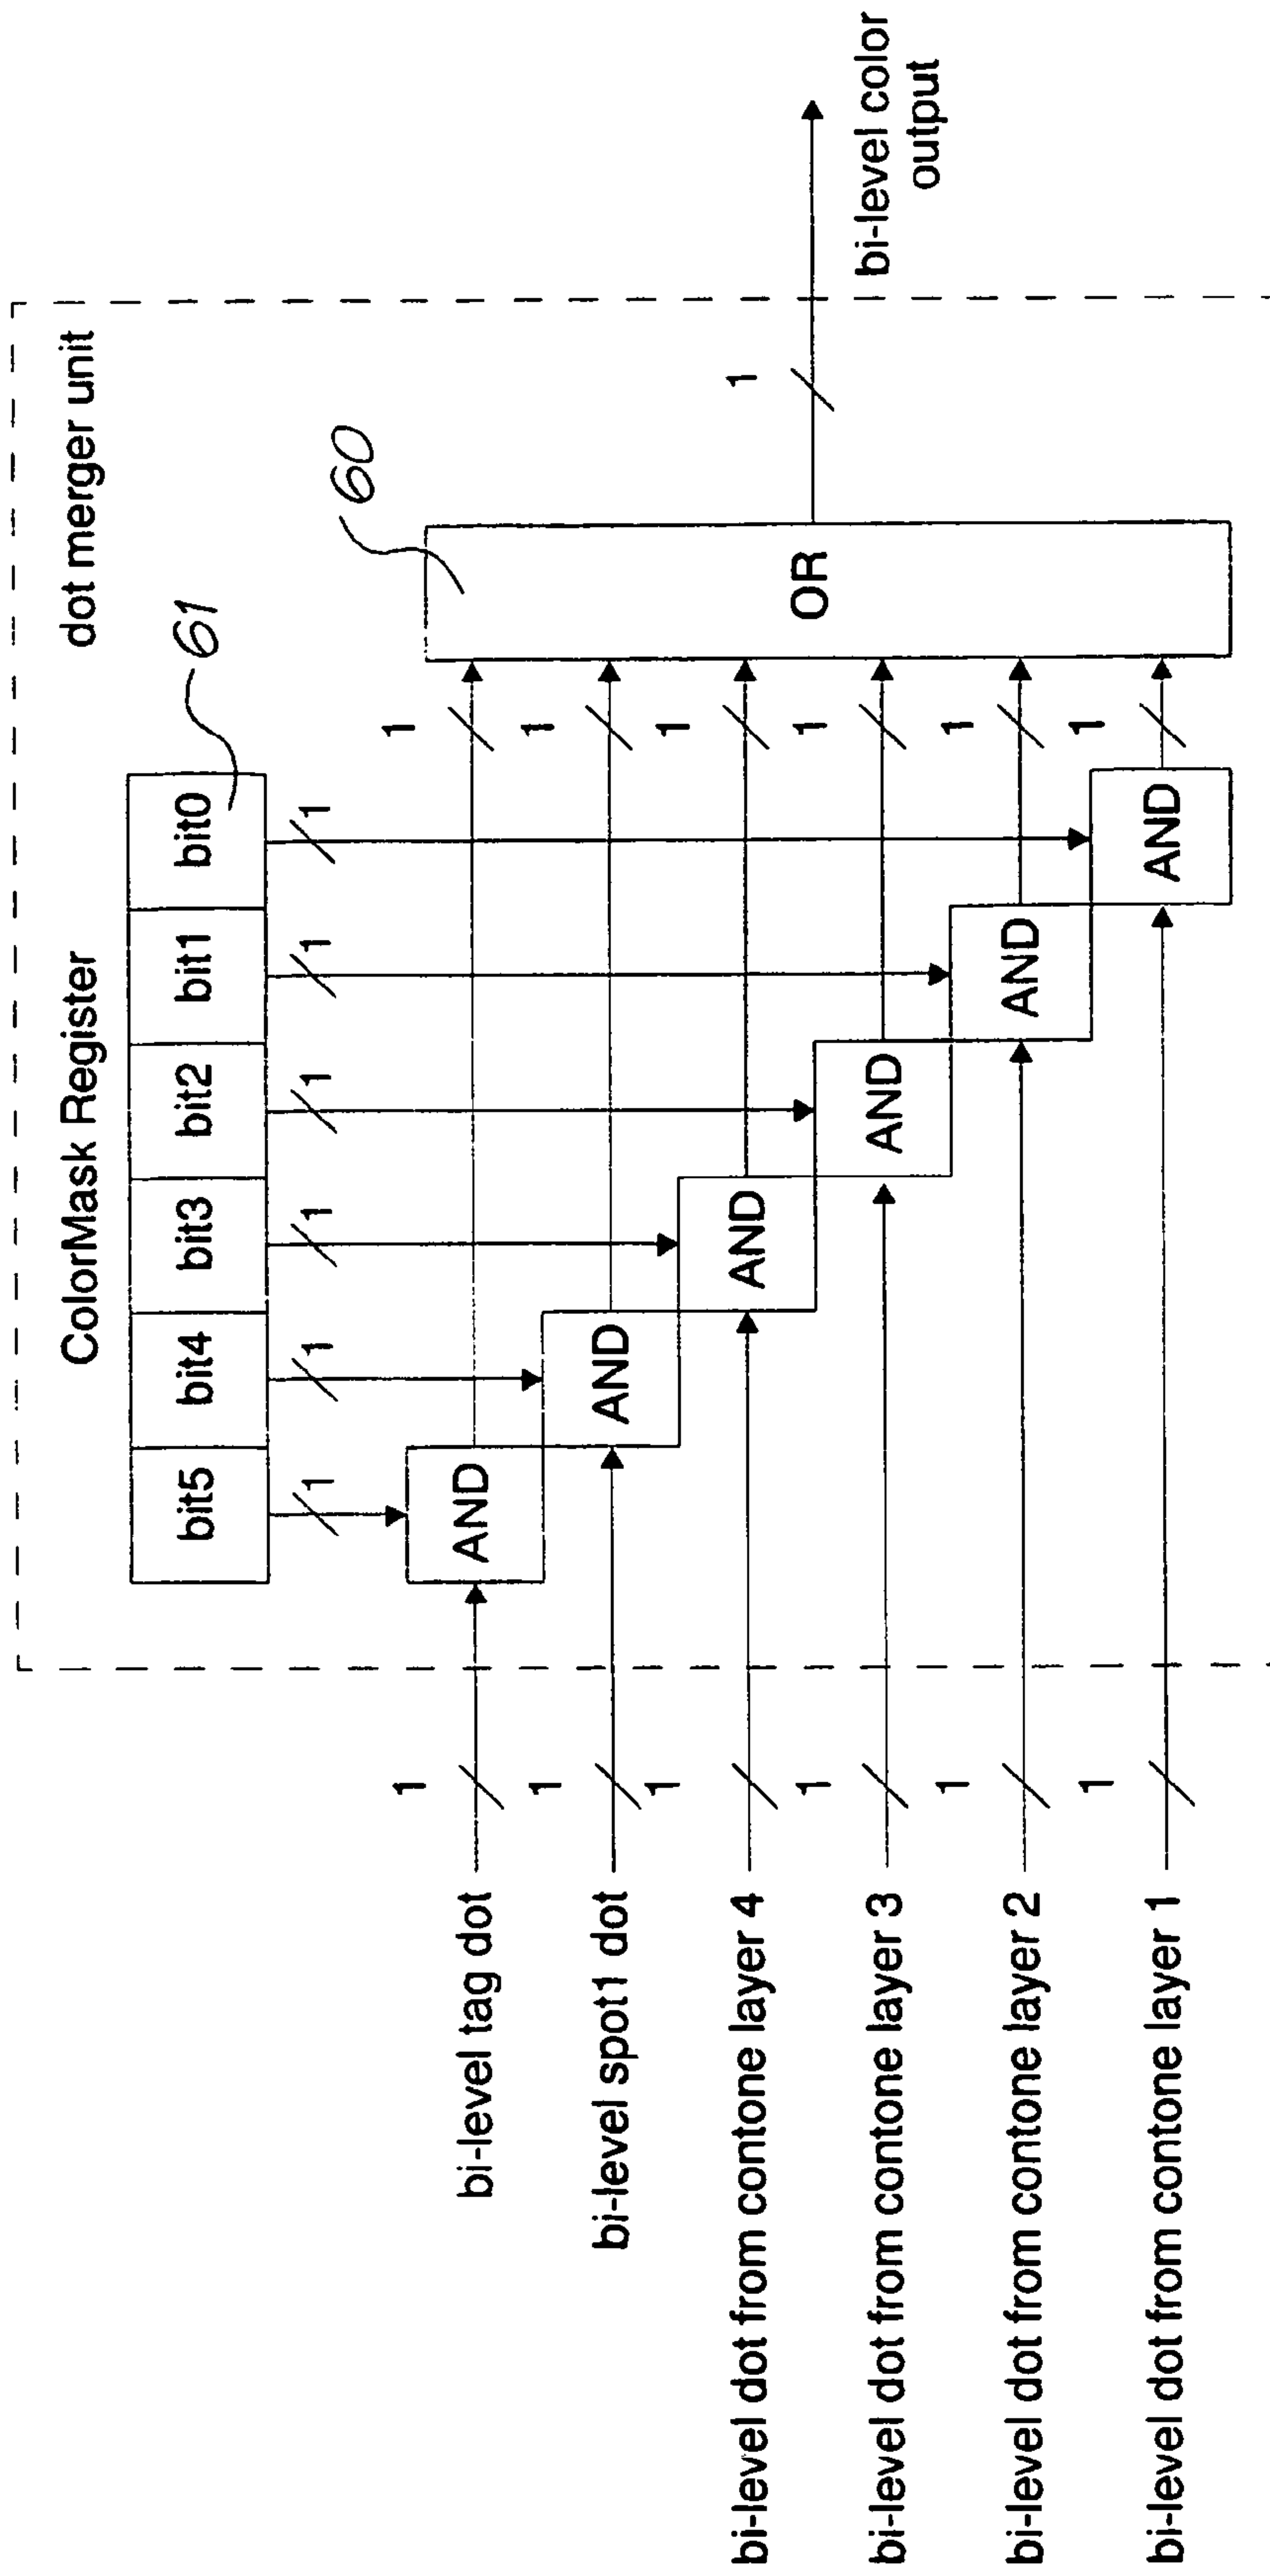 dot merger unit
ColorMask Register
bit5 bit4 bit3 bit2 bit1 bit0
61
1 1 1 1 1 1
60
bi-level tag dot 1 AND 1
bi-level spot1 dot 1 AND 1
bi-level dot from contone layer 4 1 AND 1
OR 1
bi-level color
output
bi-level dot from contone layer 3 1 AND 1
bi-level dot from contone layer 2 1 AND 1
bi-level dot from contone layer 1 1 AND 1